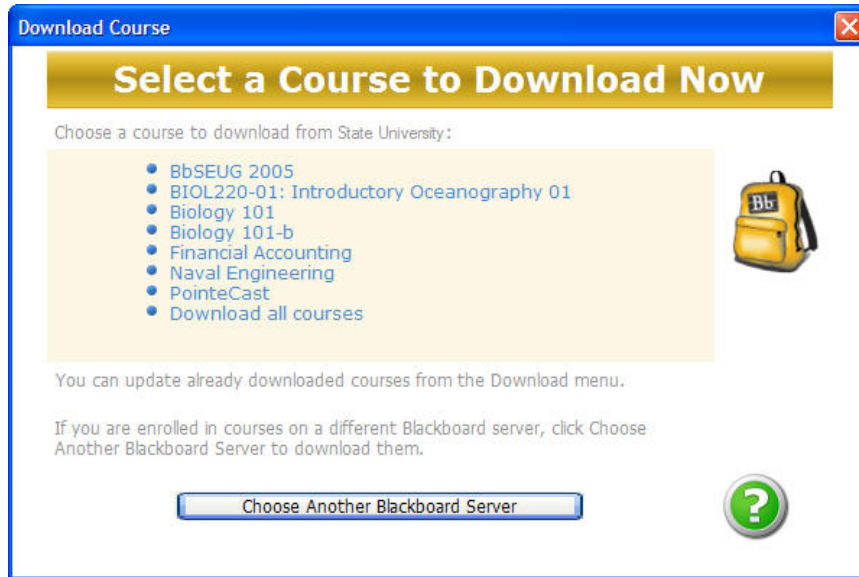 Download Course
Select a Course to Download Now
Choose a course to download from State University:
BbSEUG 2005
BIOL220-01: Introductory Oceanography 01
Biology 101
Biology 101-b
Financial Accounting
Naval Engineering
PointeCast
Download all courses
Bb
You can update already downloaded courses from the Download menu.
If you are enrolled in courses on a different Blackboard server, click Choose
Another Blackboard Server to download them.
Choose Another Blackboard Server
?